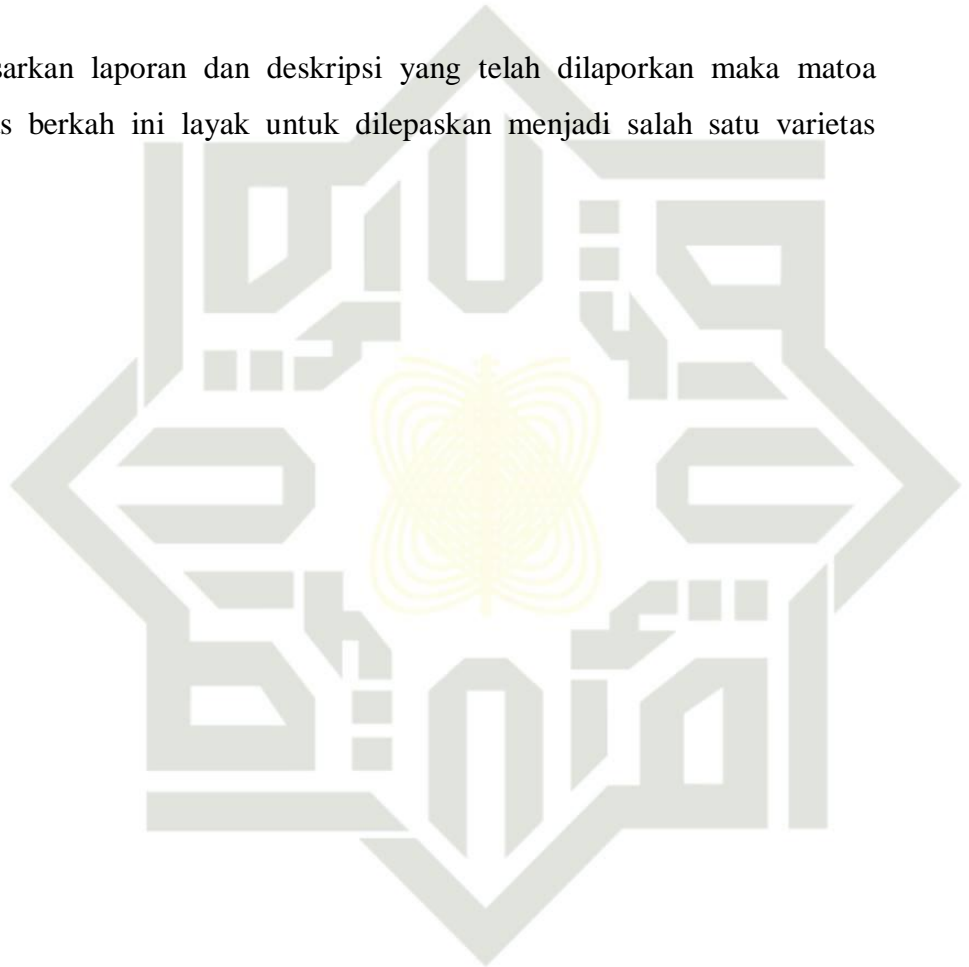 sarkan laporan dan deskripsi yang telah dilaporkan maka matoa
s berkah ini layak untuk dilepaskan menjadi salah satu varietas